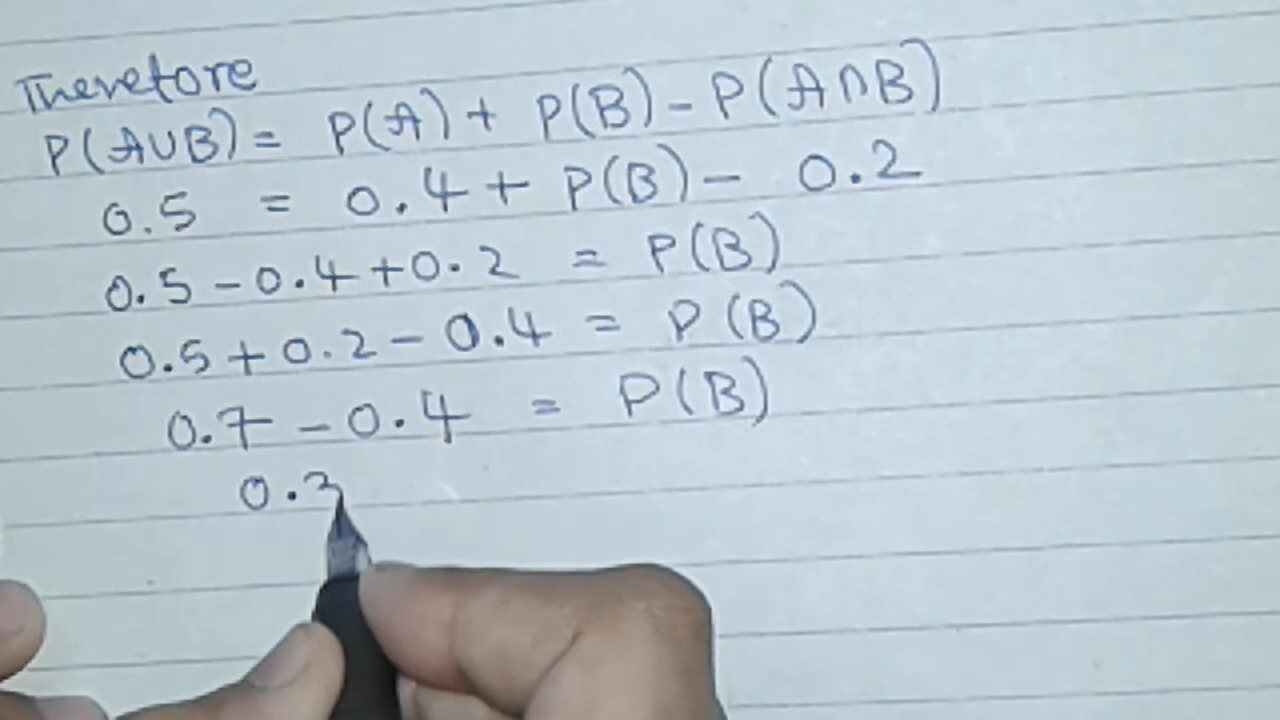 Therefore
P(A∪B) = P(A) + P(B) - P(A∩B)
0.5 = 0.4 + P(B) - 0.2
0.5 - 0.4 + 0.2 = P(B)
0.5 + 0.2 - 0.4 = P(B)
0.7 - 0.4 = P(B)
0.3